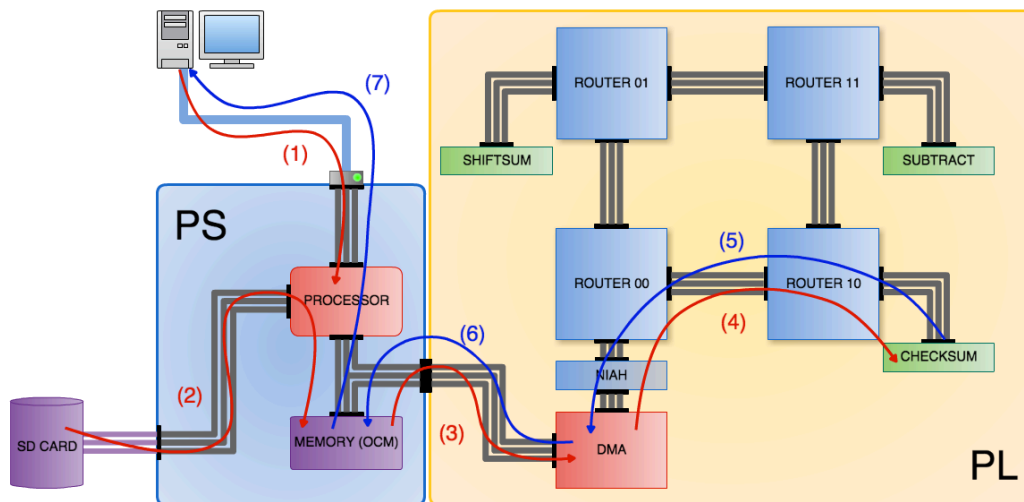 (7)
ROUTER 01
ROUTER 11
(1)
SHIFTSUM
SUBTRACT
PS
(5)
ROUTER 00
ROUTER 10
PROCESSOR
(6)
(4)
CHECKSUM
NIAH
(2)
(3)
SD CARD
MEMORY (OCM)
DMA
PL